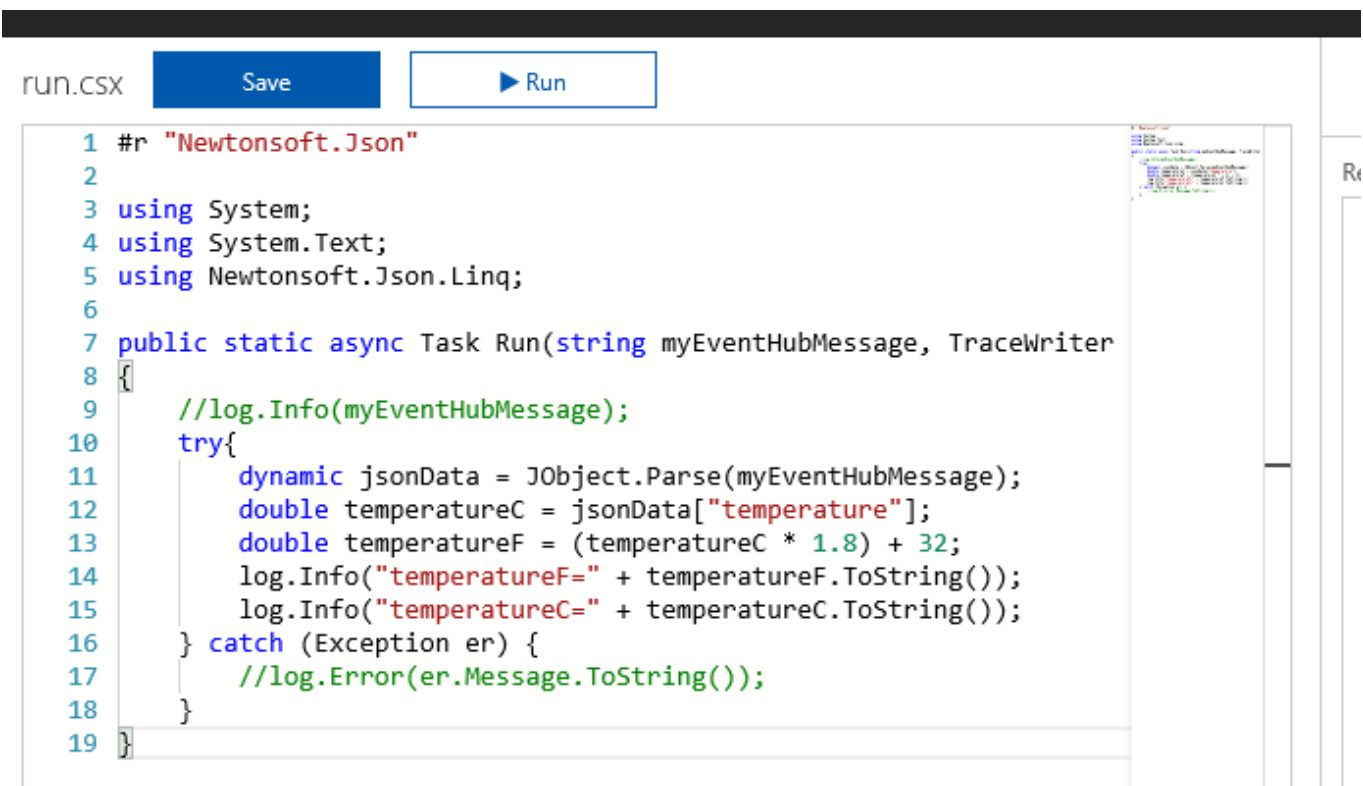 run.csx Save Run
1 #r "Newtonsoft.Json"
2
3 using System;
4 using System.Text;
5 using Newtonsoft.Json.Linq;
6
7 public static async Task Run(string myEventHubMessage, TraceWriter
8 {
9 //log.Info(myEventHubMessage);
10 try{
11 dynamic jsonData = JObject.Parse(myEventHubMessage);
12 double temperatureC = jsonData["temperature"];
13 double temperatureF = (temperatureC * 1.8) + 32;
14 log.Info("temperatureF=" + temperatureF.ToString());
15 log.Info("temperatureC=" + temperatureC.ToString());
16 } catch (Exception er) {
17 //log.Error(er.Message.ToString());
18 }
19 }